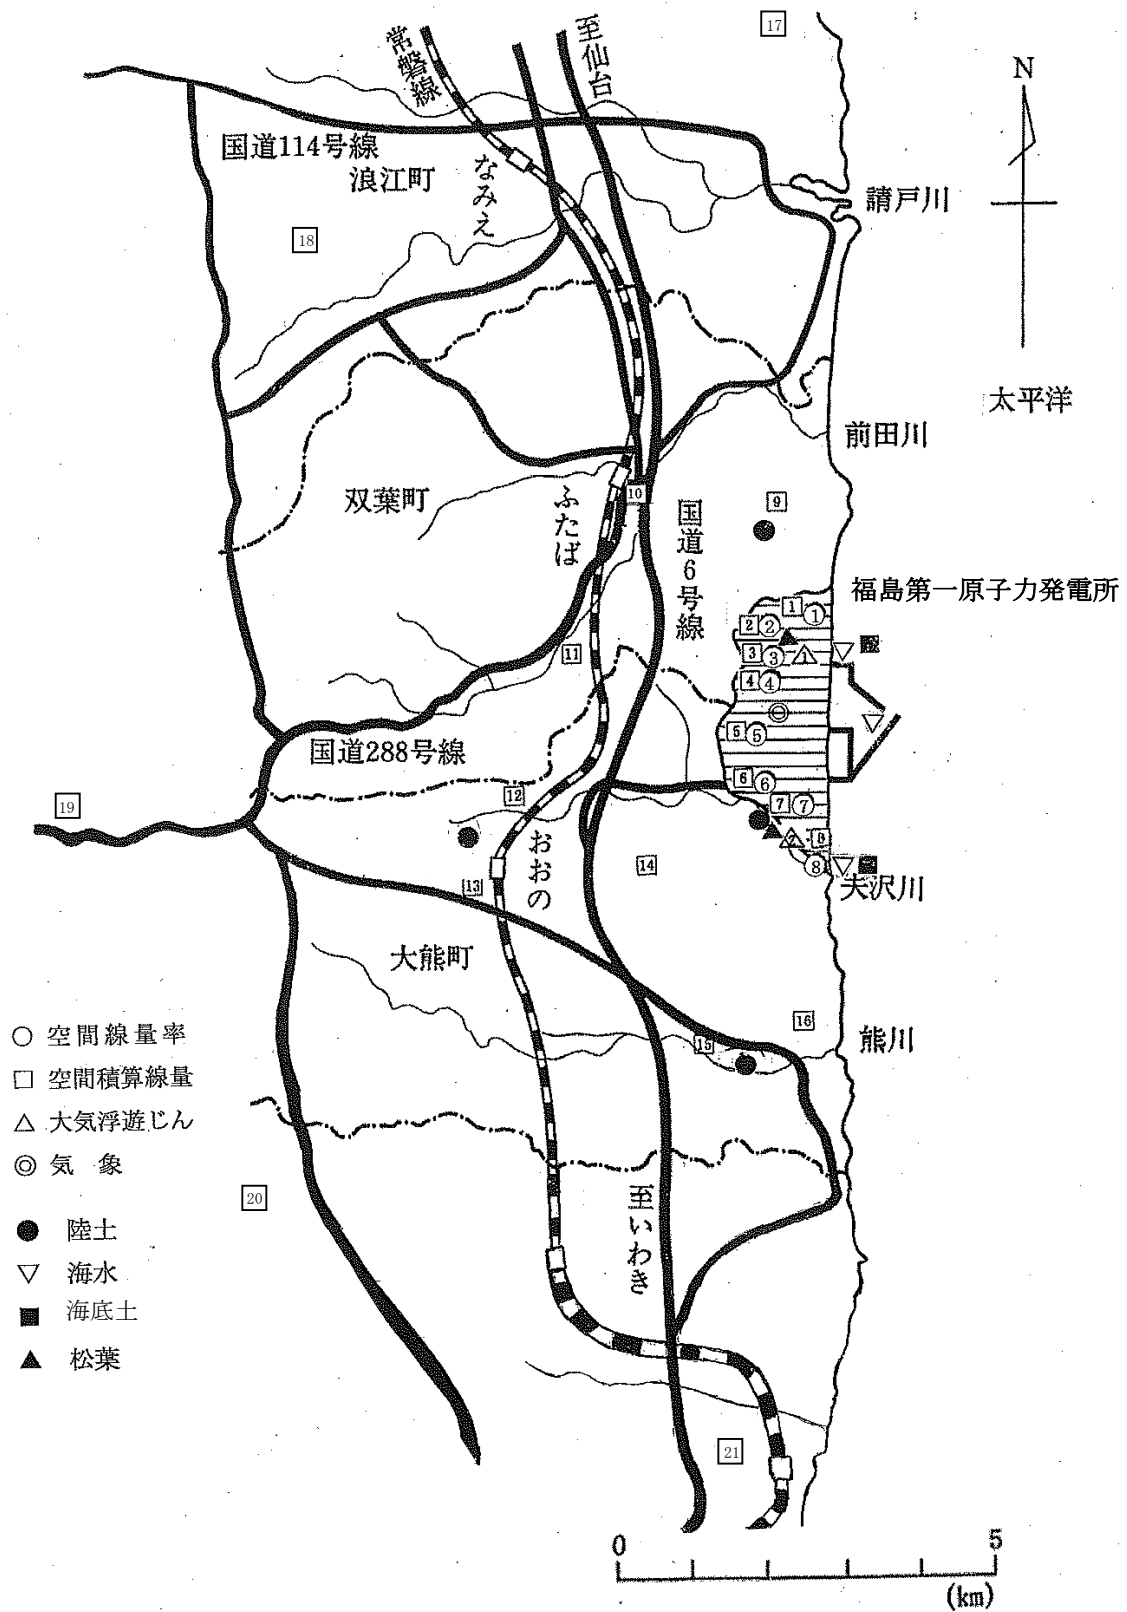 17
常磐線
至仙台
N
国道114号線
浪江町
なみえ
請戸川
18
太平洋
前田川
双葉町
ふたば
10
9
国道6号線
福島第一原子力発電所
1 ①
2 ②
3 ③ 1
4 ④
5 ⑤
6 ⑥
7 ⑦
2 8
⑧
11
国道288号線
19
12
おおの
13
14
夫沢川
大熊町
16
15
熊川
○ 空間線量率
□ 空間積算線量
△ 大気浮遊じん
◎ 気象
● 陸土
▽ 海水
■ 海底土
▲ 松葉
20
至いわき
21
0 5
(km)